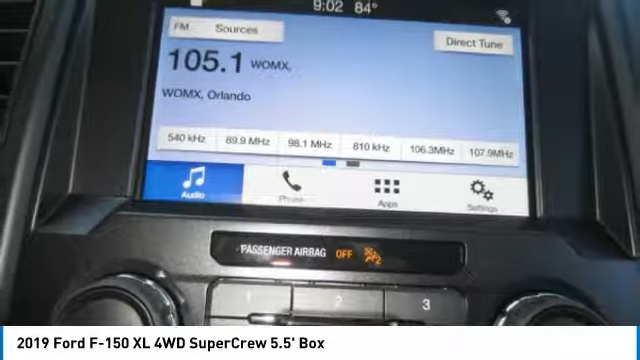 9:02 84°
FM Sources
Direct Tune
105.1 WOMX,
WOMX, Orlando
540 kHz 89.9 MHz 98.1 MHz 810 kHz 106.3MHz 107.9MHz
Audio Phone Apps Settings
PASSENGER AIRBAG OFF
1 2 3
2019 Ford F-150 XL 4WD SuperCrew 5.5' Box